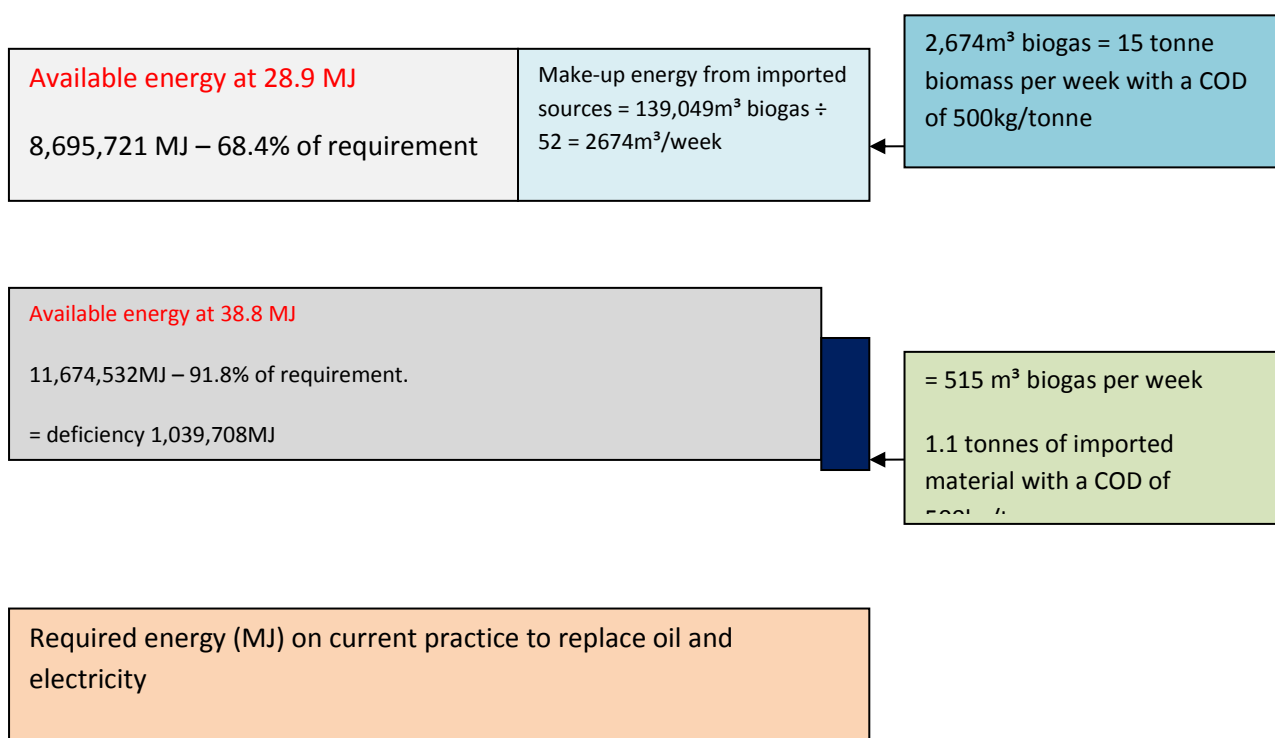 Available energy at 28.9 MJ
8,695,721 MJ – 68.4% of requirement
Make-up energy from imported
sources = 139,049m³ biogas ÷
52 = 2674m³/week
2,674m³ biogas = 15 tonne
biomass per week with a COD
of 500kg/tonne
Available energy at 38.8 MJ
11,674,532MJ – 91.8% of requirement.
= deficiency 1,039,708MJ
= 515 m³ biogas per week
1.1 tonnes of imported
material with a COD of
Required energy (MJ) on current practice to replace oil and
electricity